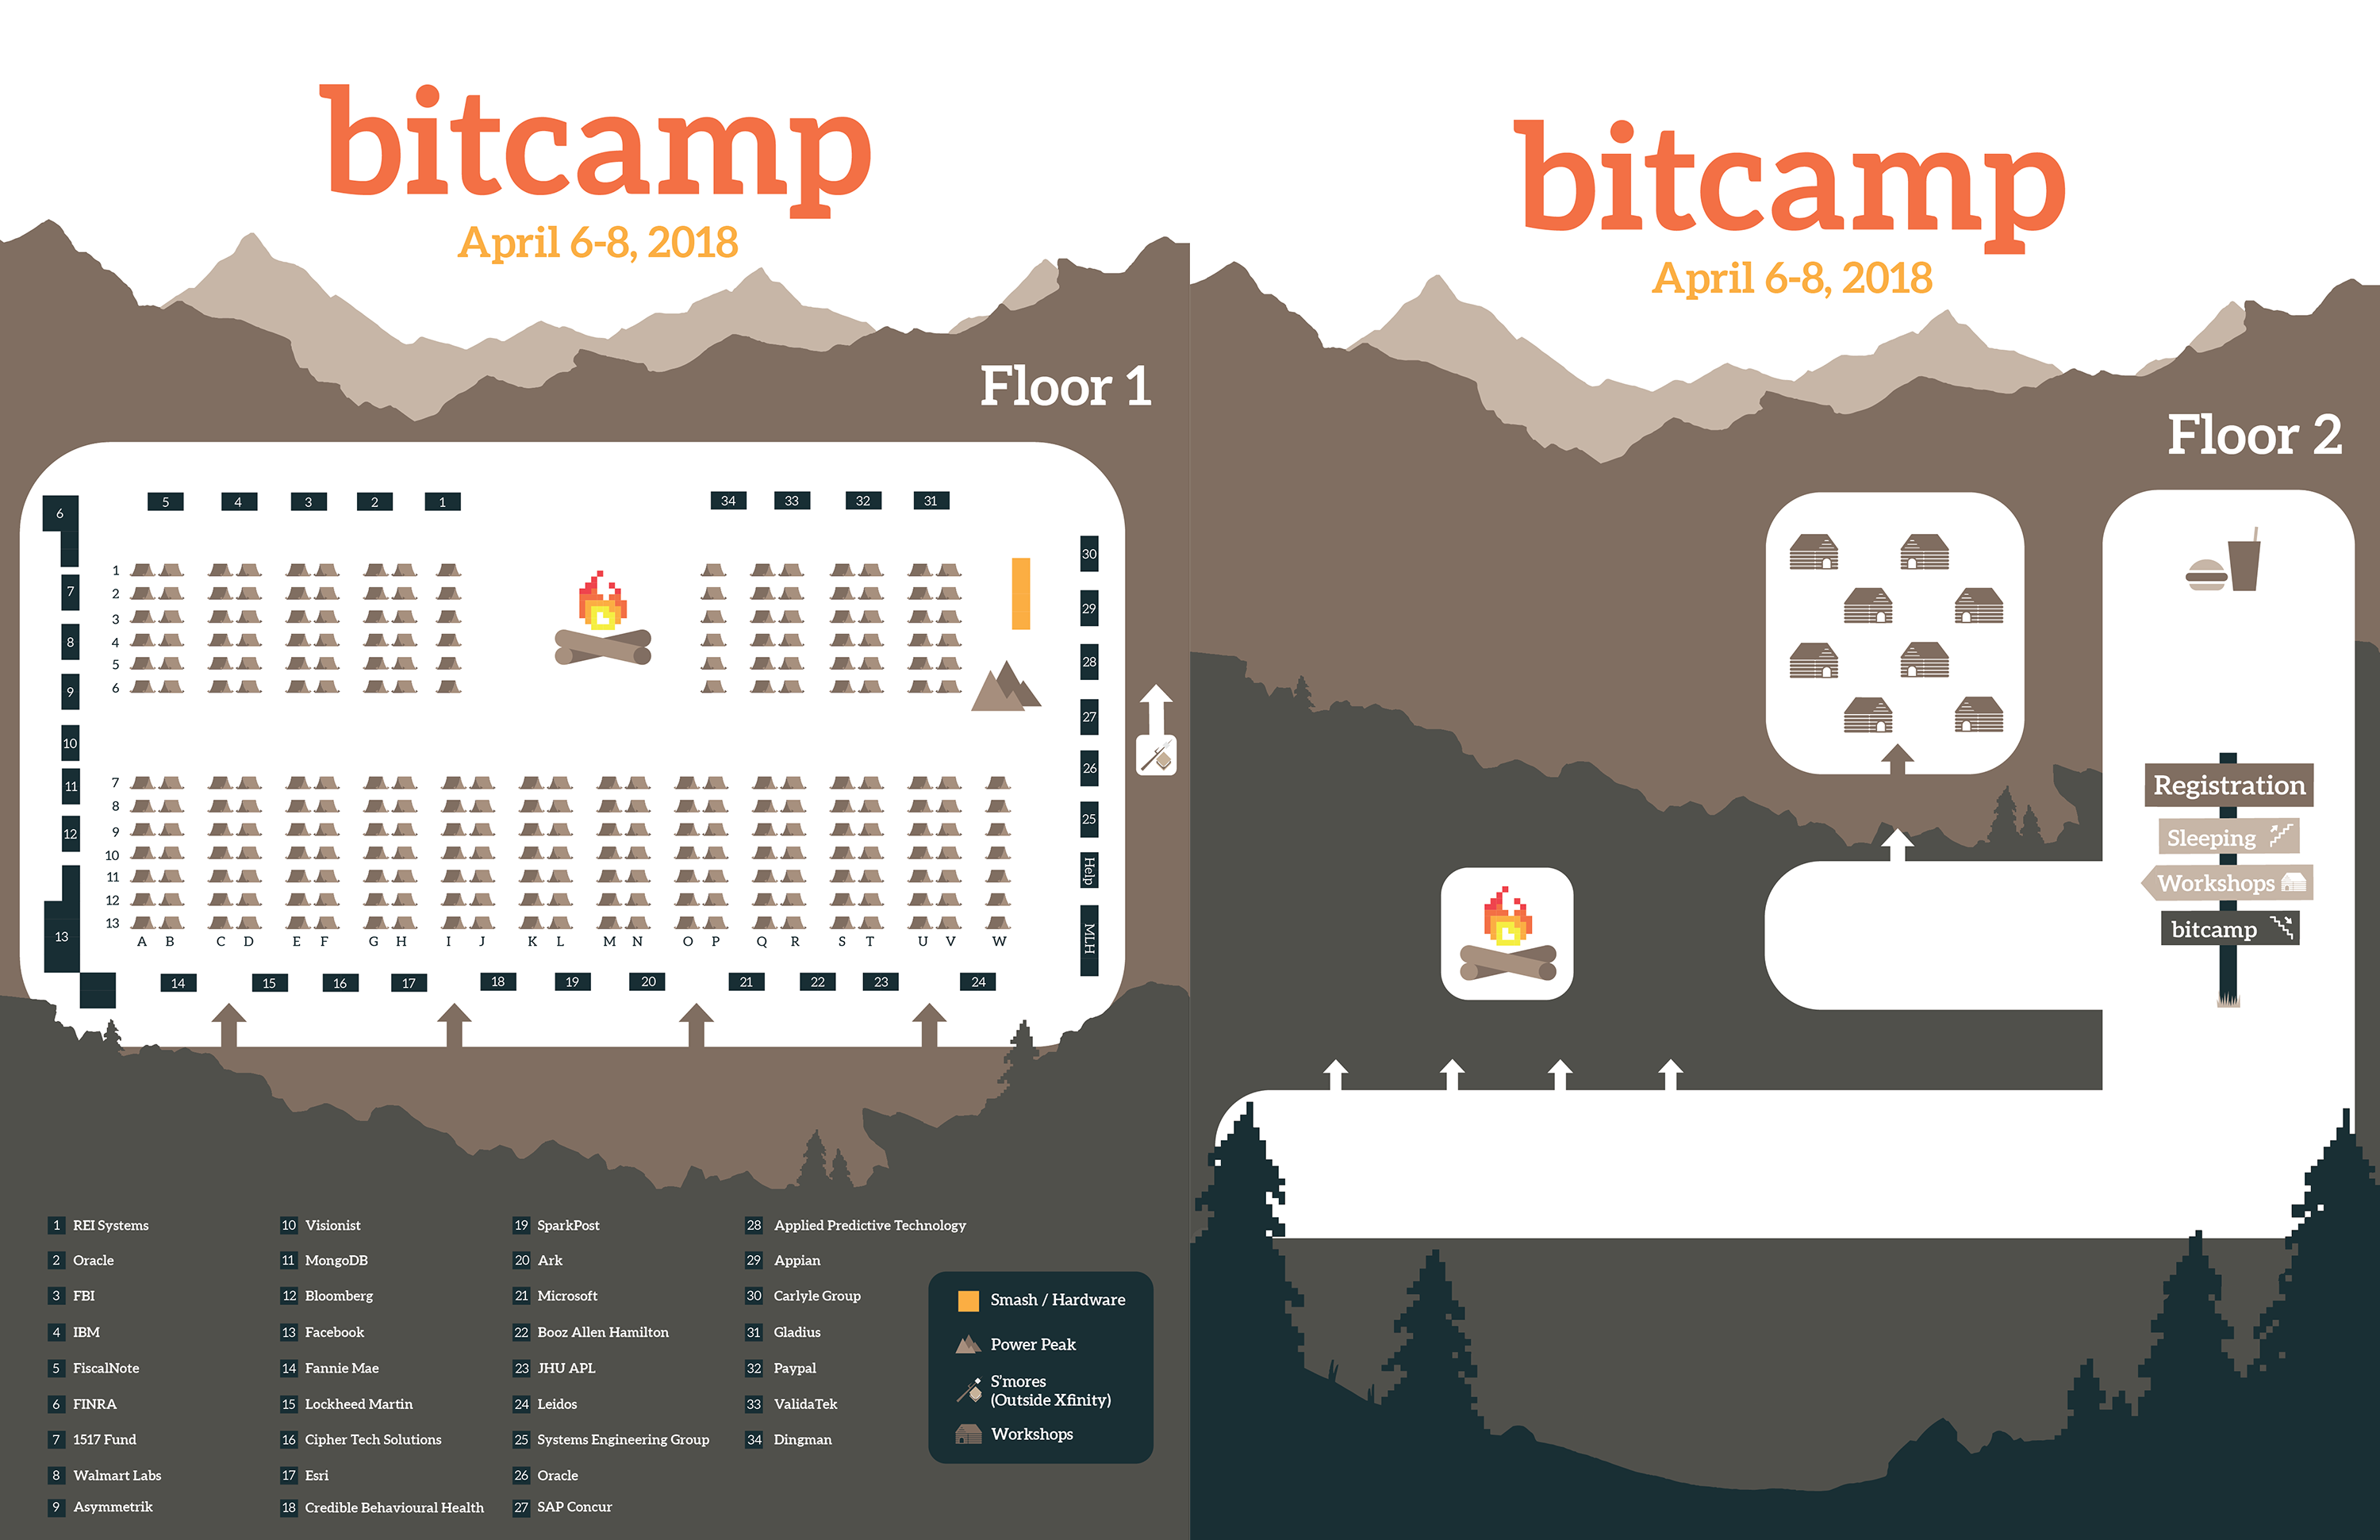 bitcamp
April 6-8, 2018
Floor 1
5 4 3 2 1 34 33 32 31
6
7
8
9
10
11
12
13
30
29
28
27
26
25
Help
MLH
1
2
3
4
5
6
7
8
9
10
11
12
13
A B C D E F G H I J K L M N O P Q R S T U V W
14 15 16 17 18 19 20 21 22 23 24
1 REI Systems
2 Oracle
3 FBI
4 IBM
5 FiscalNote
6 FINRA
7 1517 Fund
8 Walmart Labs
9 Asymmetrik
10 Visionist
11 MongoDB
12 Bloomberg
13 Facebook
14 Fannie Mae
15 Lockheed Martin
16 Cipher Tech Solutions
17 Esri
18 Credible Behavioural Health
19 SparkPost
20 Ark
21 Microsoft
22 Booz Allen Hamilton
23 JHU APL
24 Leidos
25 Systems Engineering Group
26 Oracle
27 SAP Concur
28 Applied Predictive Technology
29 Appian
30 Carlyle Group
31 Gladius
32 Paypal
33 ValidaTek
34 Dingman
Smash / Hardware
Power Peak
S'mores
(Outside Xfinity)
Workshops
bitcamp
April 6-8, 2018
Floor 2
Registration
Sleeping
Workshops
bitcamp